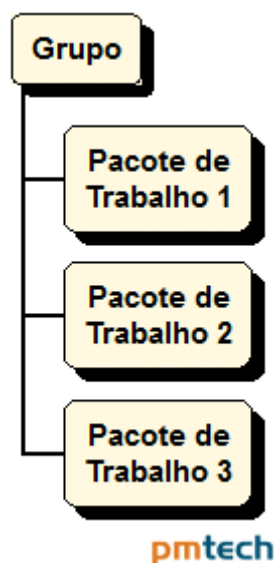 Grupo
Pacote de
Trabalho 1
Pacote de
Trabalho 2
Pacote de
Trabalho 3
pmtech